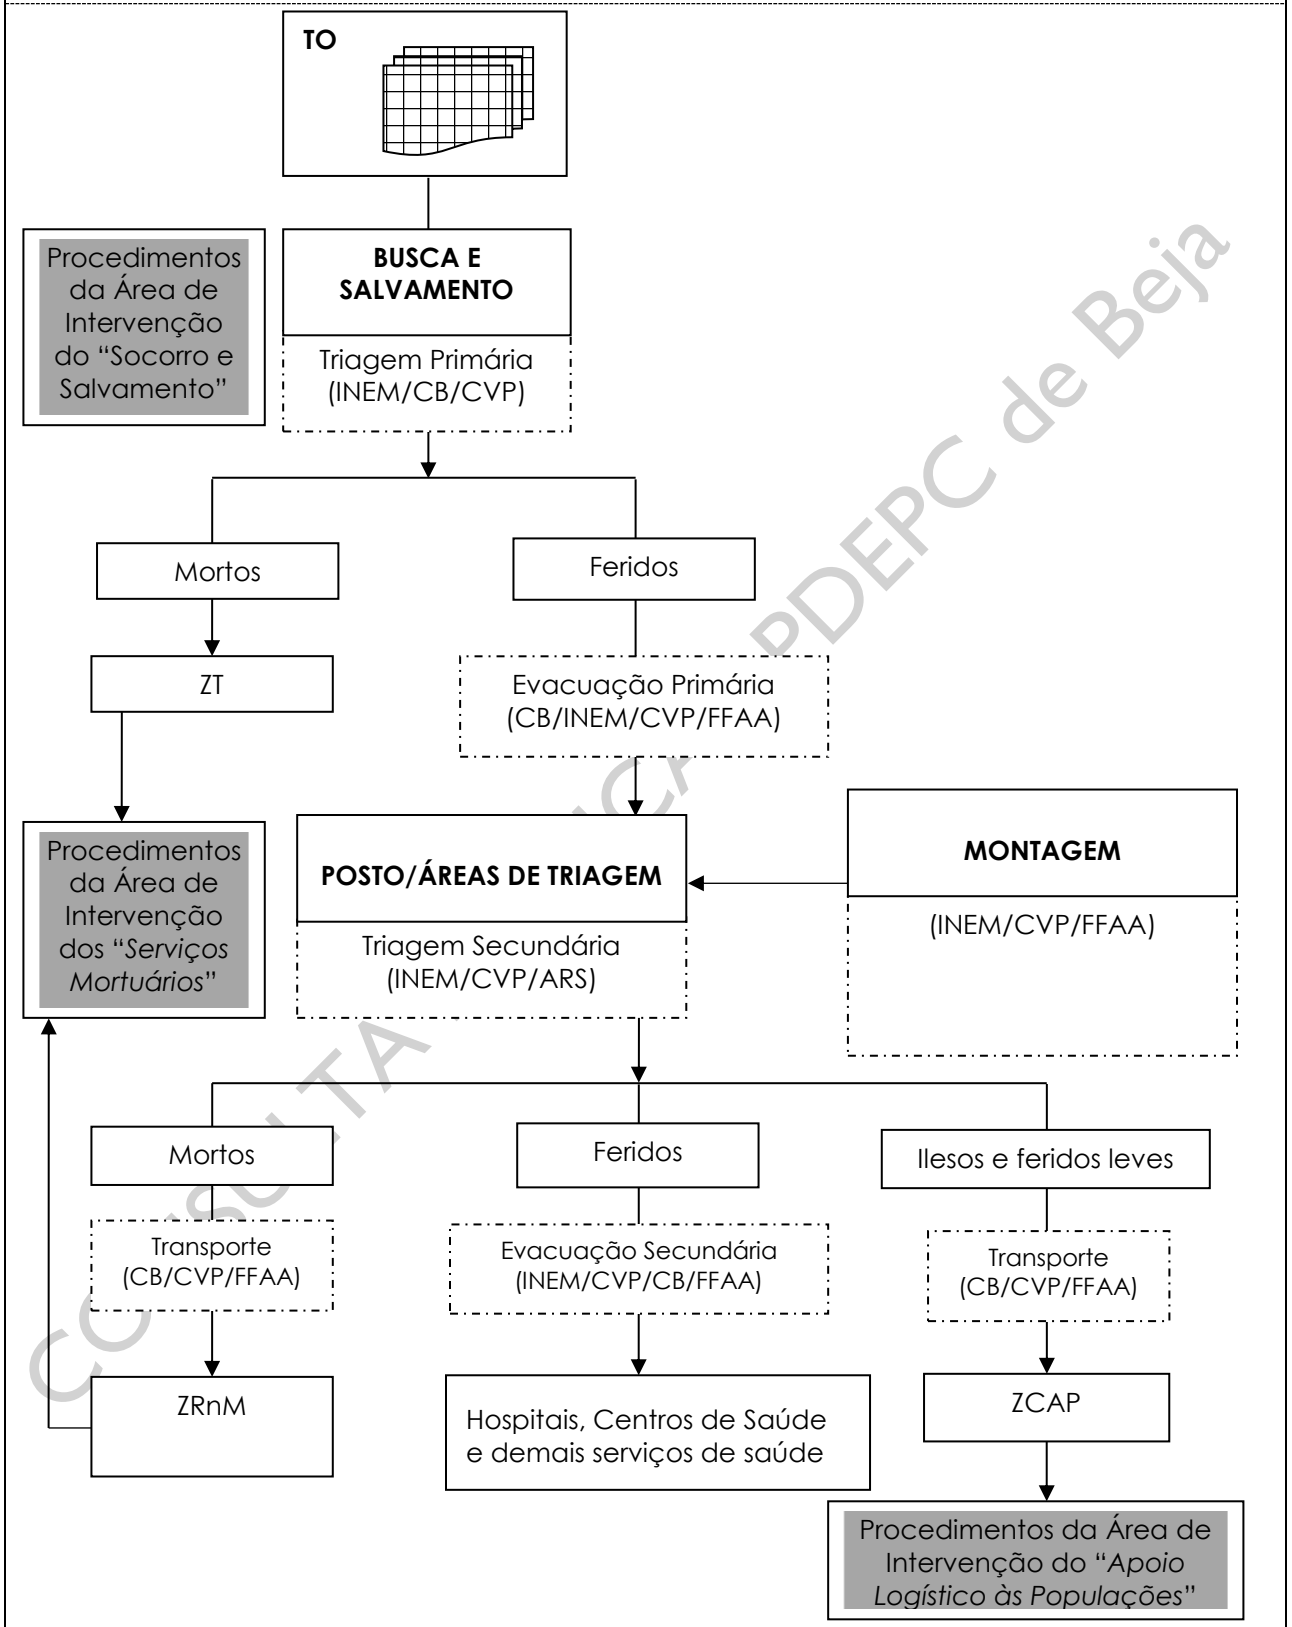 TO
Procedimentos
da Área de
Intervenção
do “Socorro e
Salvamento”
BUSCA E
SALVAMENTO
Triagem Primária
(INEM/CB/CVP)
Mortos
Feridos
ZT
Evacuação Primária
(CB/INEM/CVP/FFAA)
Procedimentos
da Área de
Intervenção
dos “Serviços
Mortuários”
POSTO/ÁREAS DE TRIAGEM
Triagem Secundária
(INEM/CVP/ARS)
MONTAGEM
(INEM/CVP/FFAA)
Mortos
Feridos
Ilesos e feridos leves
Transporte
(CB/CVP/FFAA)
Evacuação Secundária
(INEM/CVP/CB/FFAA)
Transporte
(CB/CVP/FFAA)
ZRnM
Hospitais, Centros de Saúde
e demais serviços de saúde
ZCAP
Procedimentos da Área de
Intervenção do “Apoio
Logístico às Populações”
PDEPC de Beja